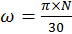 ω = π×N / 30